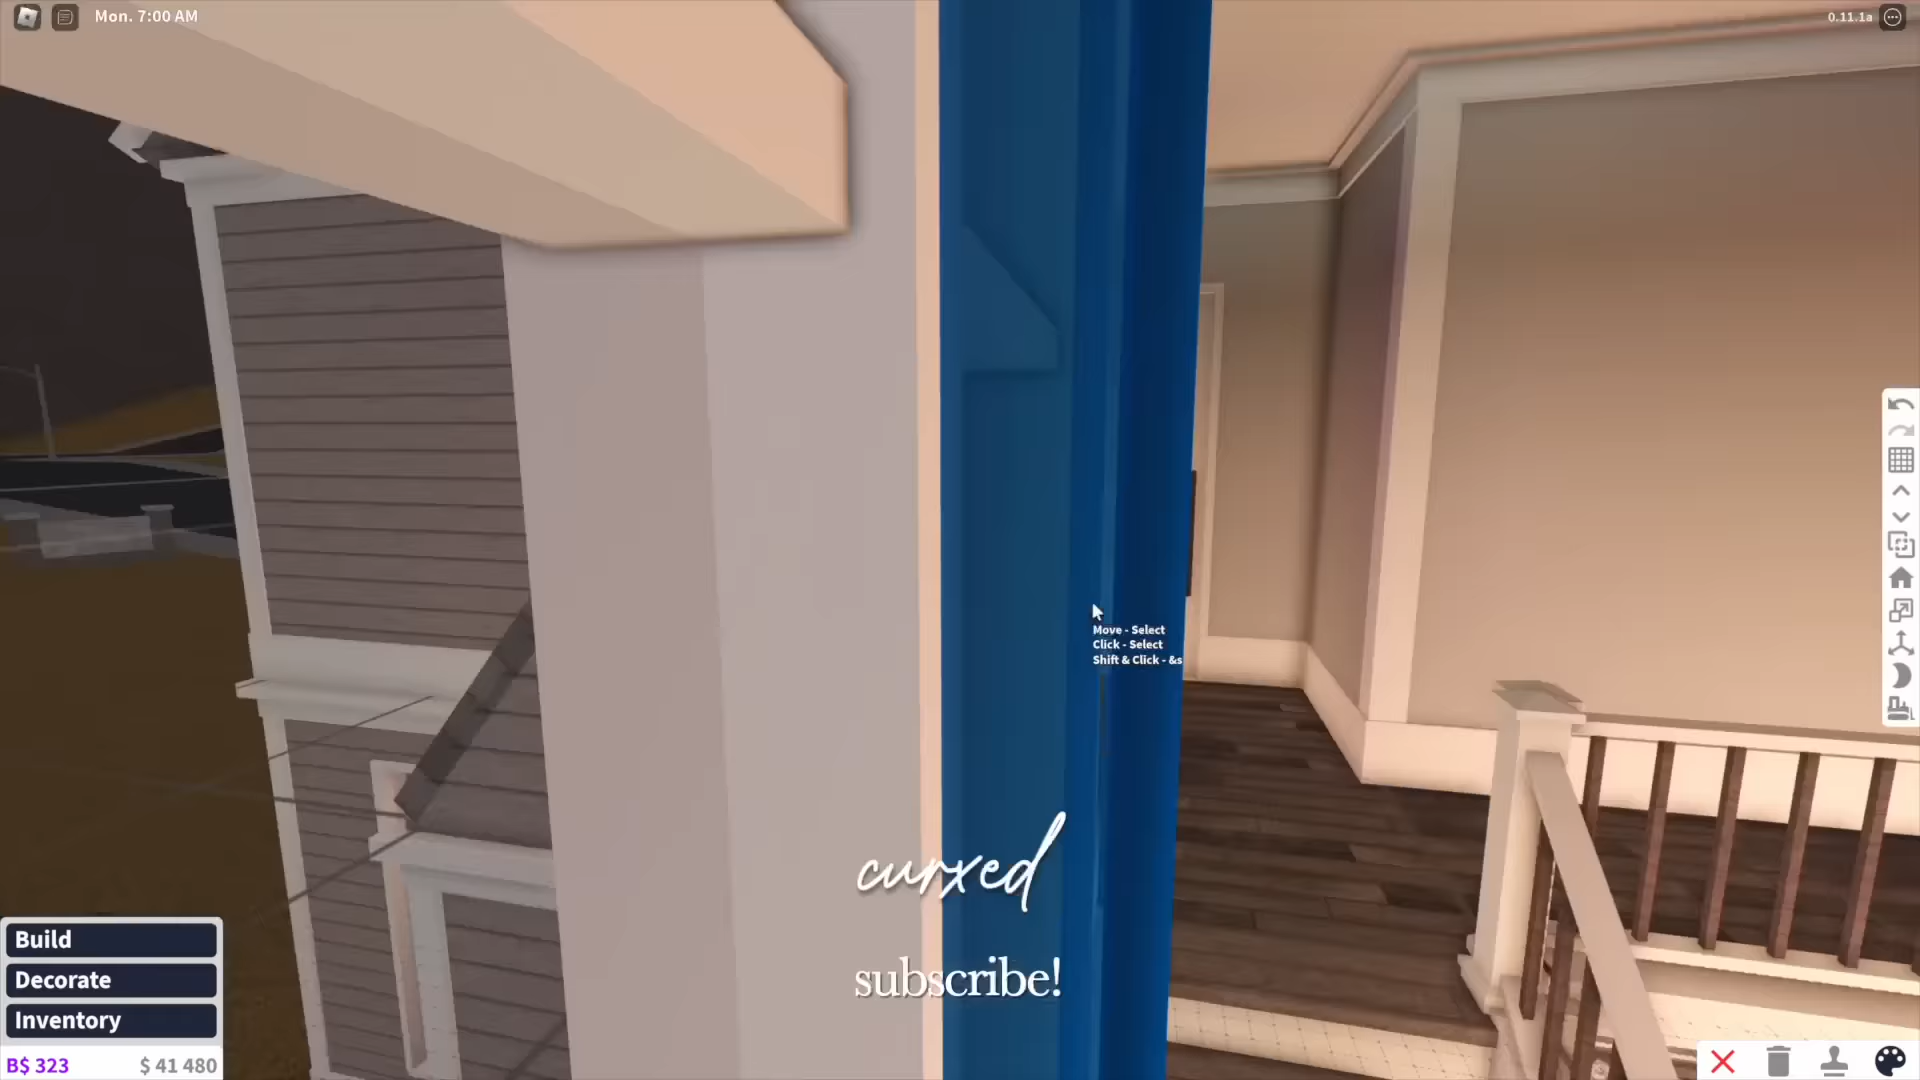 Mon. 7:00 AM
0.11.1a
Move - Select
Click - Select
Shift & Click - &s
curxed
subscribe!
Build
Decorate
Inventory
B$ 323
$ 41 480